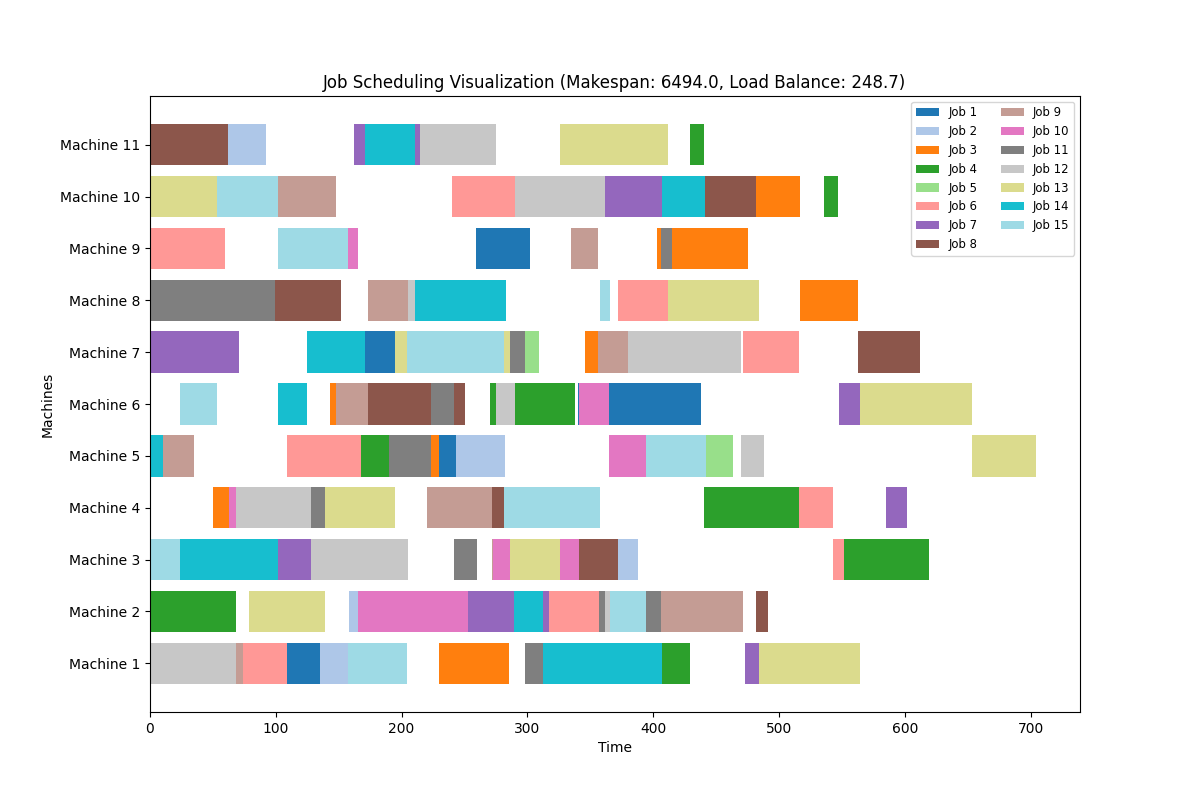 Job Scheduling Visualization (Makespan: 6494.0, Load Balance: 248.7)
Job 1
Job 2
Job 3
Job 4
Job 5
Job 6
Job 7
Job 8
Job 9
Job 10
Job 11
Job 12
Job 13
Job 14
Job 15
Machines
Machine 11
Machine 10
Machine 9
Machine 8
Machine 7
Machine 6
Machine 5
Machine 4
Machine 3
Machine 2
Machine 1
0 100 200 300 400 500 600 700
Time